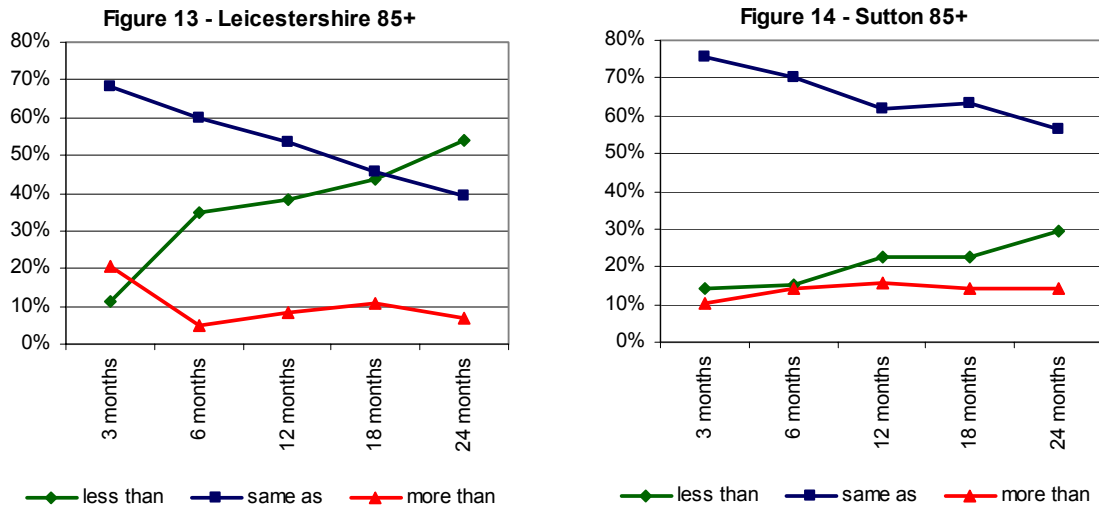 Figure 13 - Leicestershire 85+
80%
70%
60%
50%
40%
30%
20%
10%
0%
3 months
6 months
12 months
18 months
24 months
less than same as more than
Figure 14 - Sutton 85+
80%
70%
60%
50%
40%
30%
20%
10%
0%
3 months
6 months
12 months
18 months
24 months
less than same as more than